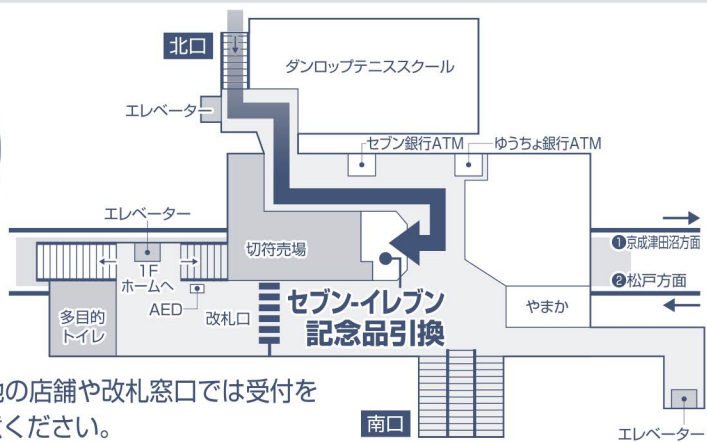 北口
ダンロップテニススクール
エレベーター
セブン銀行ATM
ゆうちょ銀行ATM
エレベーター
切符売場
❶京成津田沼方面
1F
ホームへ
❷松戸方面
AED
改札口
セブン-イレブン
記念品引換
やまか
多目的
トイレ
の店舗や改札窓口では受付を
ください。
南口
エレベーター